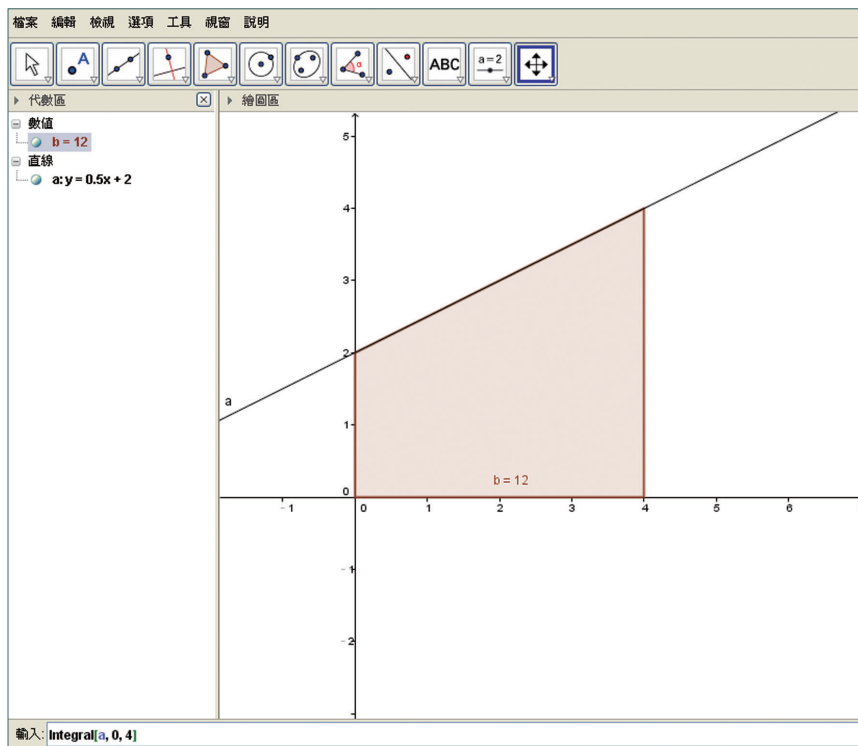 檔案 編輯 檢視 選項 工具 視窗 說明
A α ABC a=2
代數區 繪圖區
數值
b = 12
直線
a: y = 0.5x + 2
5
4
3
2
1
0
a
b = 12
-1 0 1 2 3 4 5 6
-1
-2
輸入: Integral[a, 0, 4]